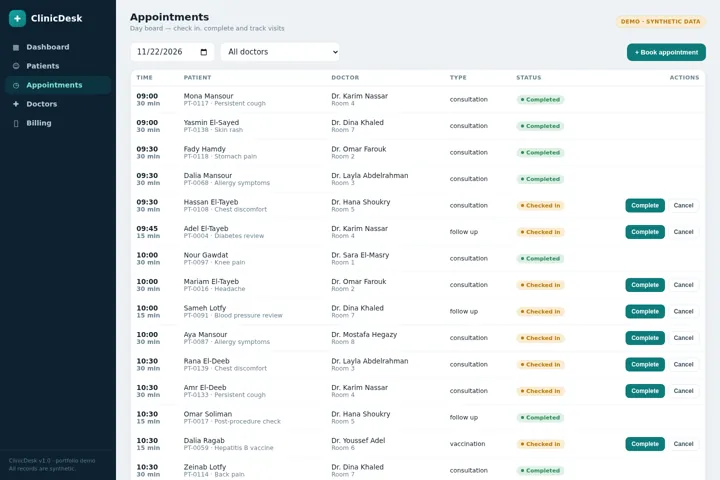 ClinicDesk
Dashboard
Patients
Appointments
Doctors
Billing
ClinicDesk v1.0 · portfolio demo.
All records are synthetic.
Appointments
Day board — check in, complete and track visits
DEMO · SYNTHETIC DATA
11/22/2026
All doctors
+ Book appointment
TIME PATIENT DOCTOR TYPE STATUS ACTIONS
09:00 Mona Mansour Dr. Karim Nassar consultation Completed
30 min PT-0117 · Persistent cough Room 4
09:00 Yasmin El-Sayed Dr. Dina Khaled consultation Completed
30 min PT-0138 · Skin rash Room 7
09:30 Fady Hamdy Dr. Omar Farouk consultation Completed
30 min PT-0118 · Stomach pain Room 2
09:30 Dalia Mansour Dr. Layla Abdelrahman consultation Completed
30 min PT-0068 · Allergy symptoms Room 3
09:30 Hassan El-Tayeb Dr. Hana Shoukry consultation Checked in Complete Cancel
30 min PT-0108 · Chest discomfort Room 5
09:45 Adel El-Tayeb Dr. Karim Nassar follow up Checked in Complete Cancel
15 min PT-0004 · Diabetes review Room 4
10:00 Nour Gawdat Dr. Sara El-Masry consultation Completed
30 min PT-0097 · Knee pain Room 1
10:00 Mariam El-Tayeb Dr. Omar Farouk consultation Checked in Complete Cancel
30 min PT-0016 · Headache Room 2
10:00 Sameh Lotfy Dr. Dina Khaled follow up Checked in Complete Cancel
15 min PT-0091 · Blood pressure review Room 7
10:00 Aya Mansour Dr. Mostafa Hegazy consultation Checked in Complete Cancel
30 min PT-0087 · Allergy symptoms Room 8
10:30 Rana El-Deeb Dr. Layla Abdelrahman consultation Checked in Complete Cancel
30 min PT-0139 · Chest discomfort Room 3
10:30 Amr El-Deeb Dr. Karim Nassar consultation Checked in Complete Cancel
30 min PT-0133 · Persistent cough Room 4
10:30 Omar Soliman Dr. Hana Shoukry follow up Completed
15 min PT-0017 · Post-procedure check Room 5
10:30 Dalia Ragab Dr. Youssef Adel vaccination Checked in Complete Cancel
15 min PT-0059 · Hepatitis B vaccine Room 6
10:30 Zeinab Lotfy Dr. Dina Khaled consultation Completed
30 min PT-0114 · Back pain Room 7